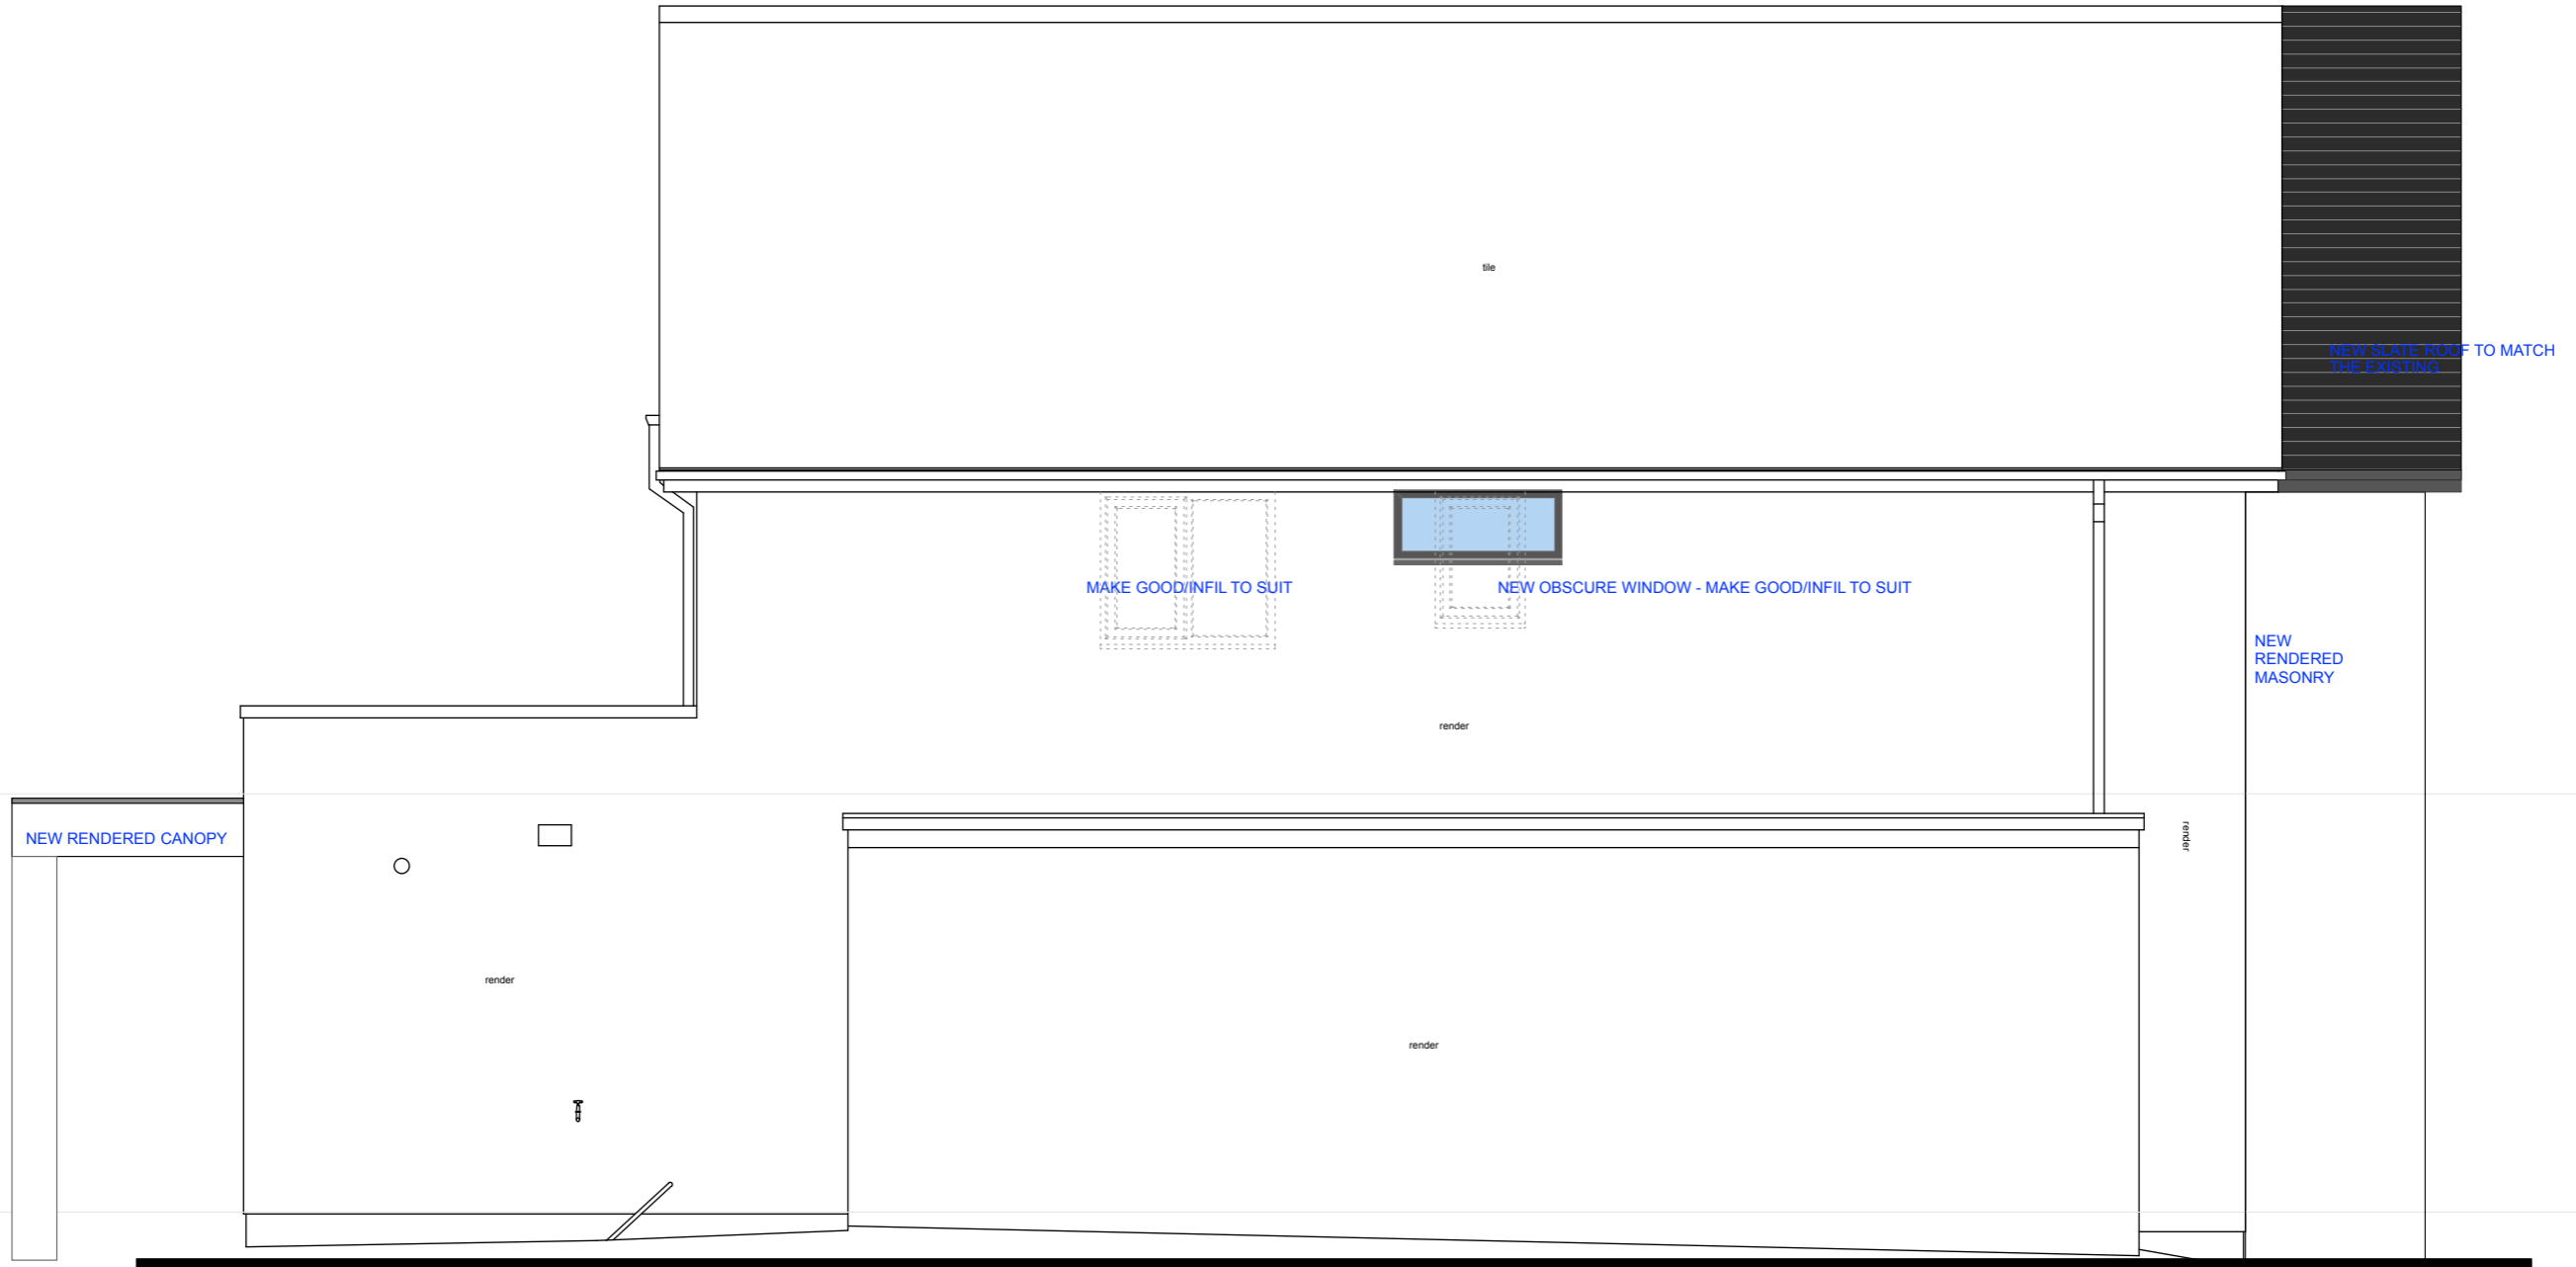 tile
NEW SLATE ROOF TO MATCH
THE EXISTING
MAKE GOOD/INFIL TO SUIT
NEW OBSCURE WINDOW - MAKE GOOD/INFIL TO SUIT
NEW
RENDERED
MASONRY
render
NEW RENDERED CANOPY
render
render
render